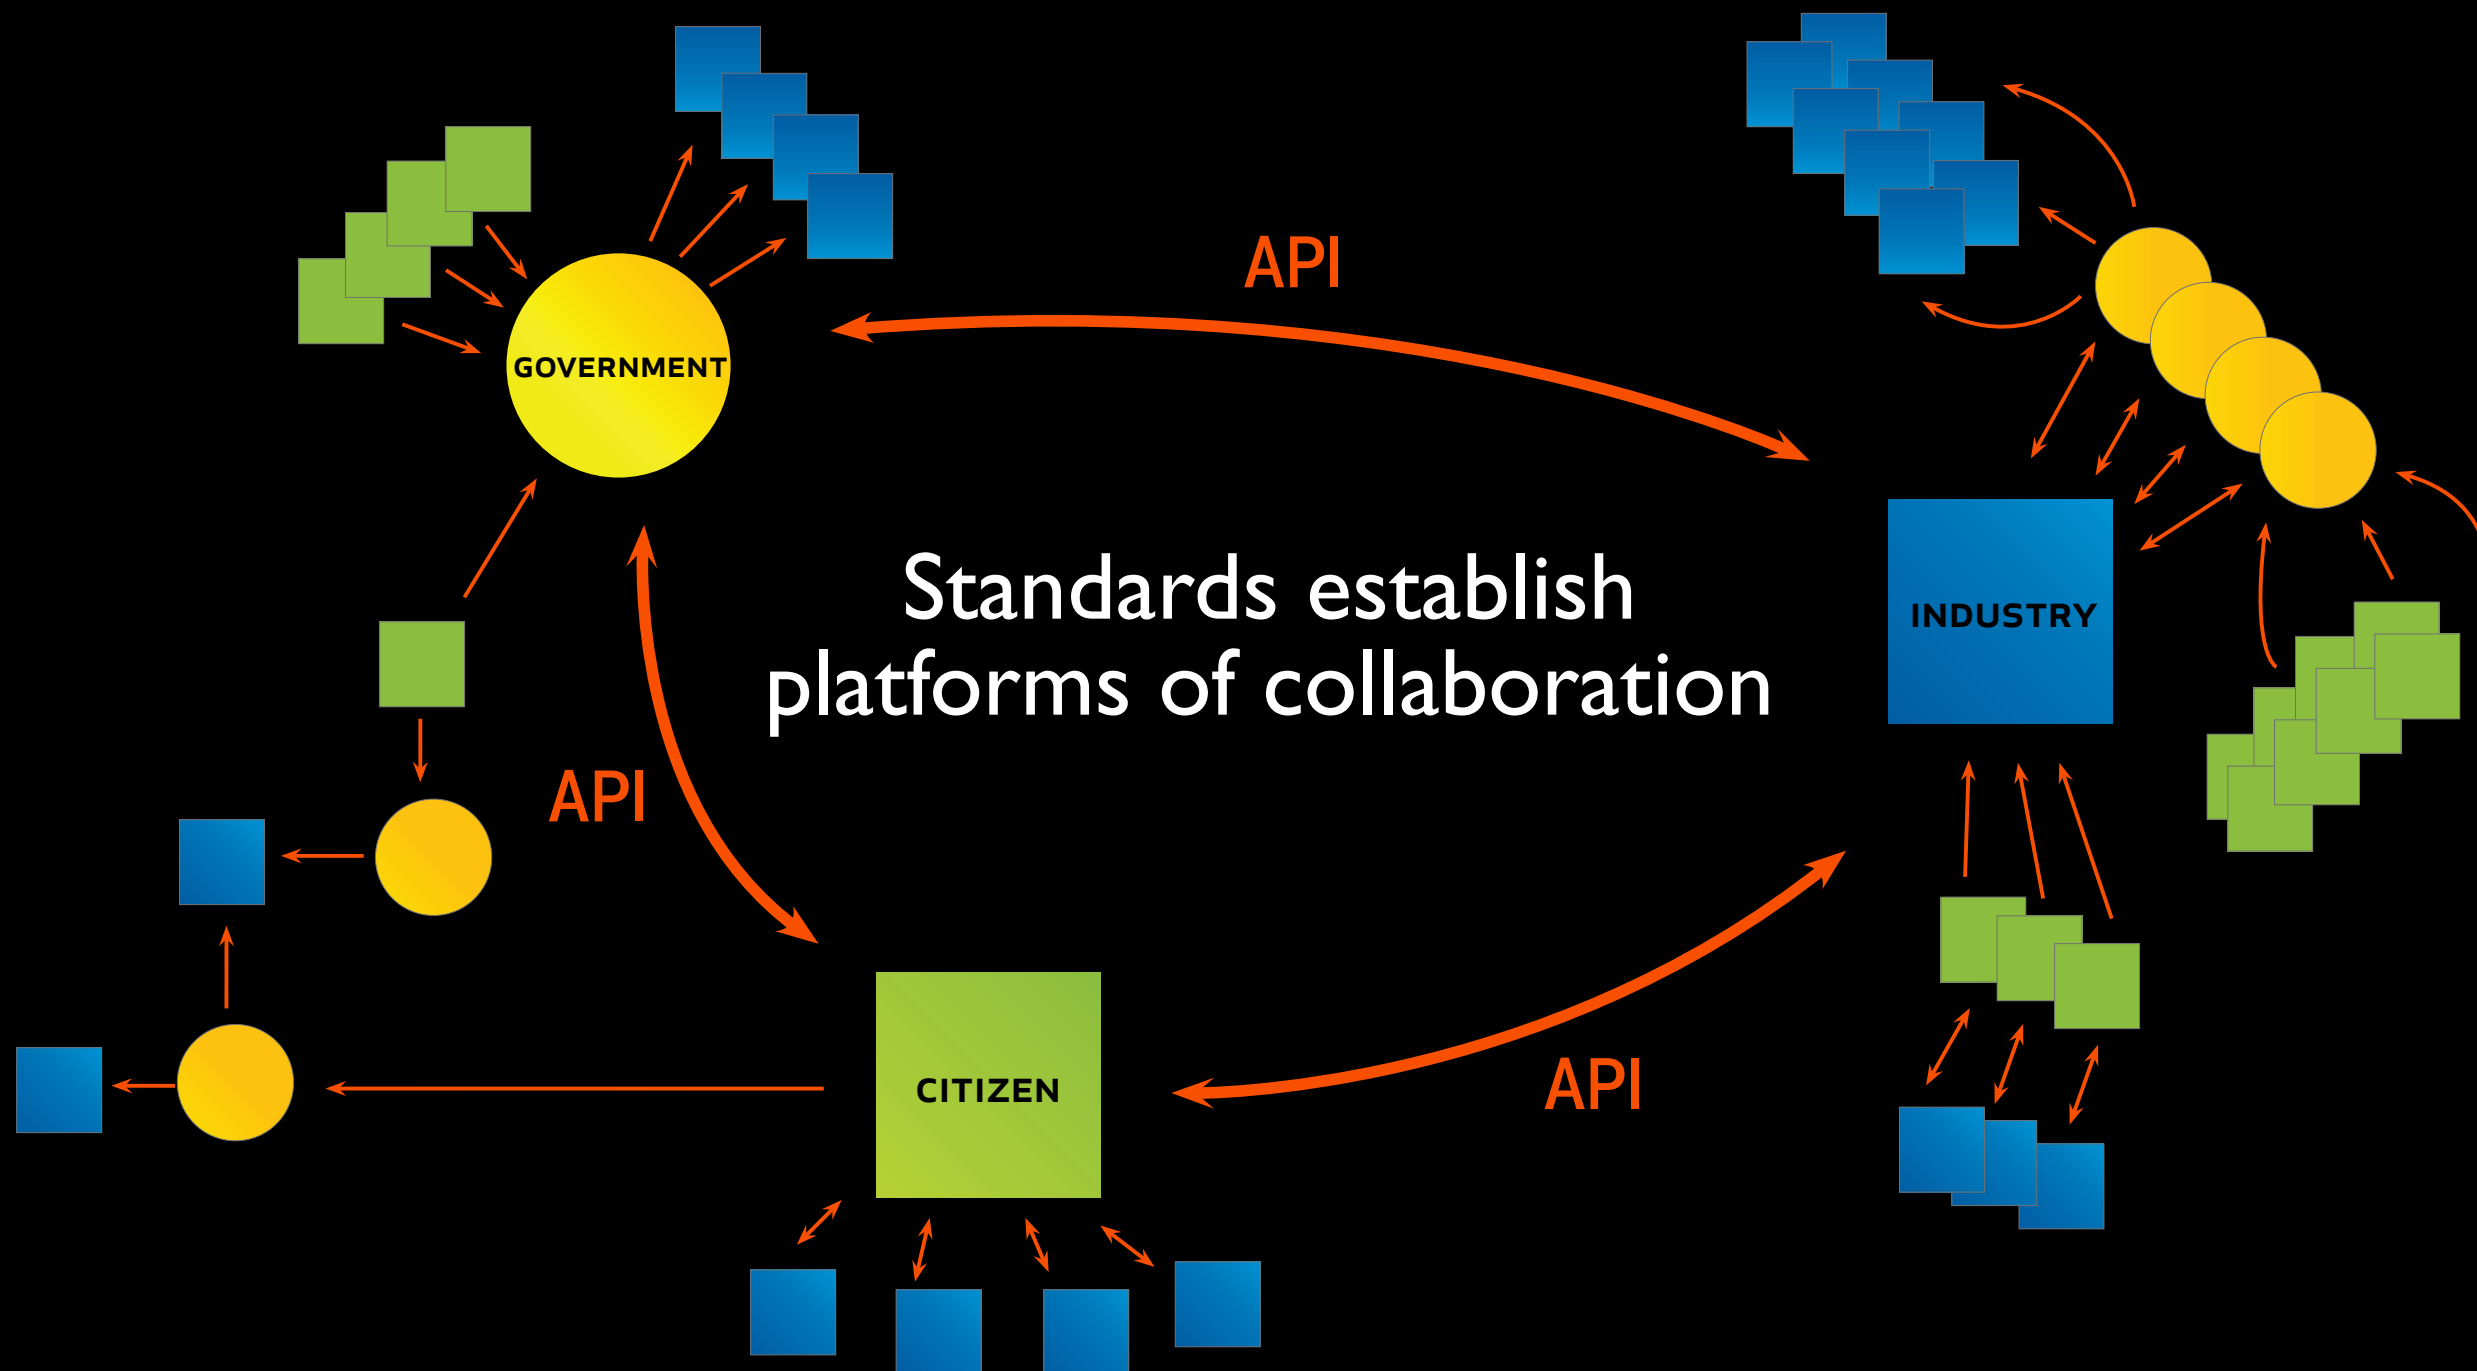 API
GOVERNMENT
Standards establish
platforms of collaboration
INDUSTRY
API
CITIZEN
API